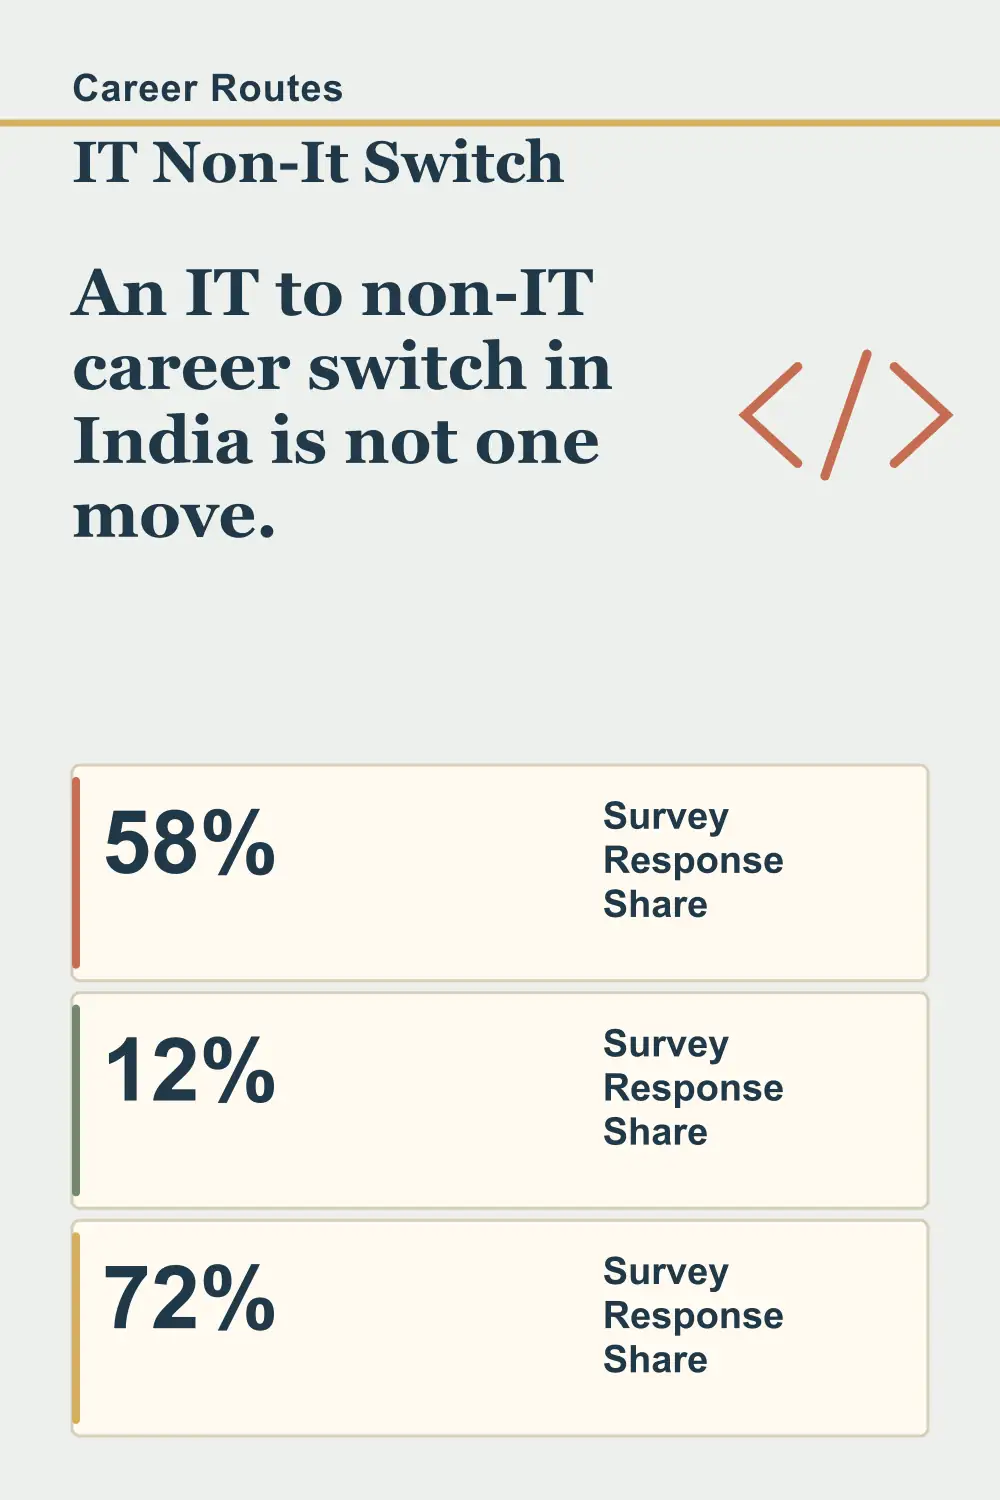 Career Routes
IT Non-It Switch
An IT to non-IT
career switch in
India is not one
move.
58%
Survey
Response
Share
12%
Survey
Response
Share
72%
Survey
Response
Share